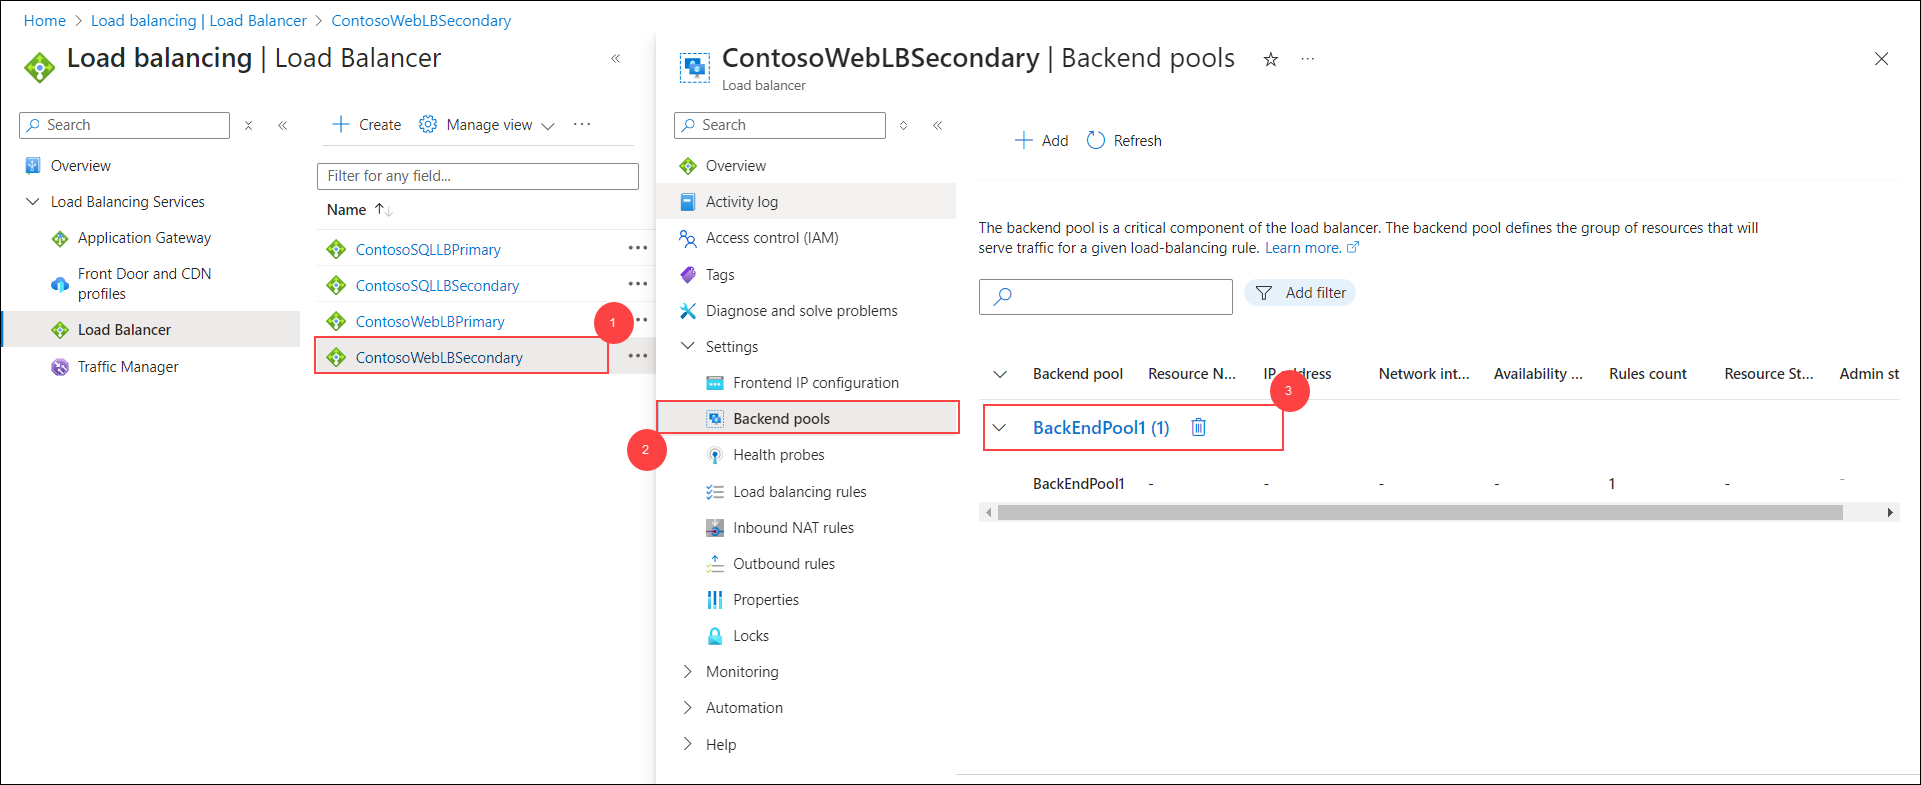 Home > Load balancing | Load Balancer > ContosoWebLBSecondary
Load balancing | Load Balancer
«
Search
«
Overview
Load Balancing Services
Application Gateway
Front Door and CDN
profiles
Load Balancer
Traffic Manager
+ Create
Manage view
...
Filter for any field...
Name ↑↓
ContosoSQLLBPrimary
...
ContosoSQLLBSecondary
...
ContosoWebLBPrimary
1
ContosoWebLBSecondary
...
ContosoWebLBSecondary | Backend pools
...
Load balancer
Search
«
Overview
Activity log
Access control (IAM)
Tags
Diagnose and solve problems
Settings
Frontend IP configuration
Backend pools
2
Health probes
Load balancing rules
Inbound NAT rules
Outbound rules
Properties
Locks
Monitoring
Automation
Help
+ Add
Refresh
The backend pool is a critical component of the load balancer. The backend pool defines the group of resources that will
serve traffic for a given load-balancing rule. Learn more.
Add filter
Backend pool Resource N... IP address Network int... Availability ... Rules count Resource St... Admin st
3
BackEndPool1 (1)
BackEndPool1 - - - - 1 - -